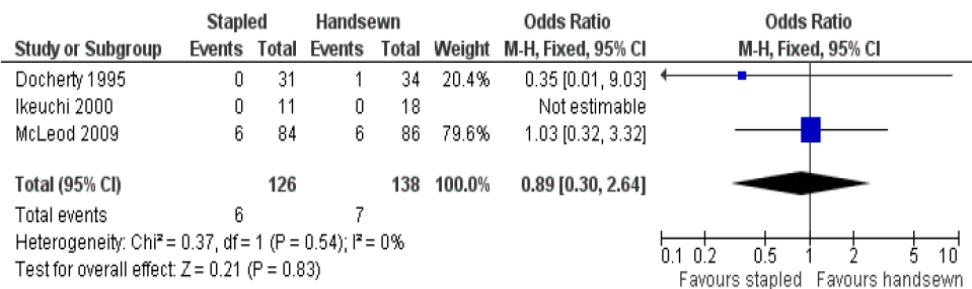 Stapled Handsewn Odds Ratio Odds Ratio
Study or Subgroup Events Total Events Total Weight M-H, Fixed, 95% CI M-H, Fixed, 95% CI
Docherty 1995 0 31 1 34 20.4% 0.35 [0.01, 9.03]
Ikeuchi 2000 0 11 0 18 Not estimable
McLeod 2009 6 84 6 86 79.6% 1.03 [0.32, 3.32]
Total (95% CI) 126 138 100.0% 0.89 [0.30, 2.64]
Total events 6 7
Heterogeneity: Chi² = 0.37, df = 1 (P = 0.54); I² = 0%
Test for overall effect: Z = 0.21 (P = 0.83)
0.1 0.2 0.5 1 2 5 10
Favours stapled Favours handsewn